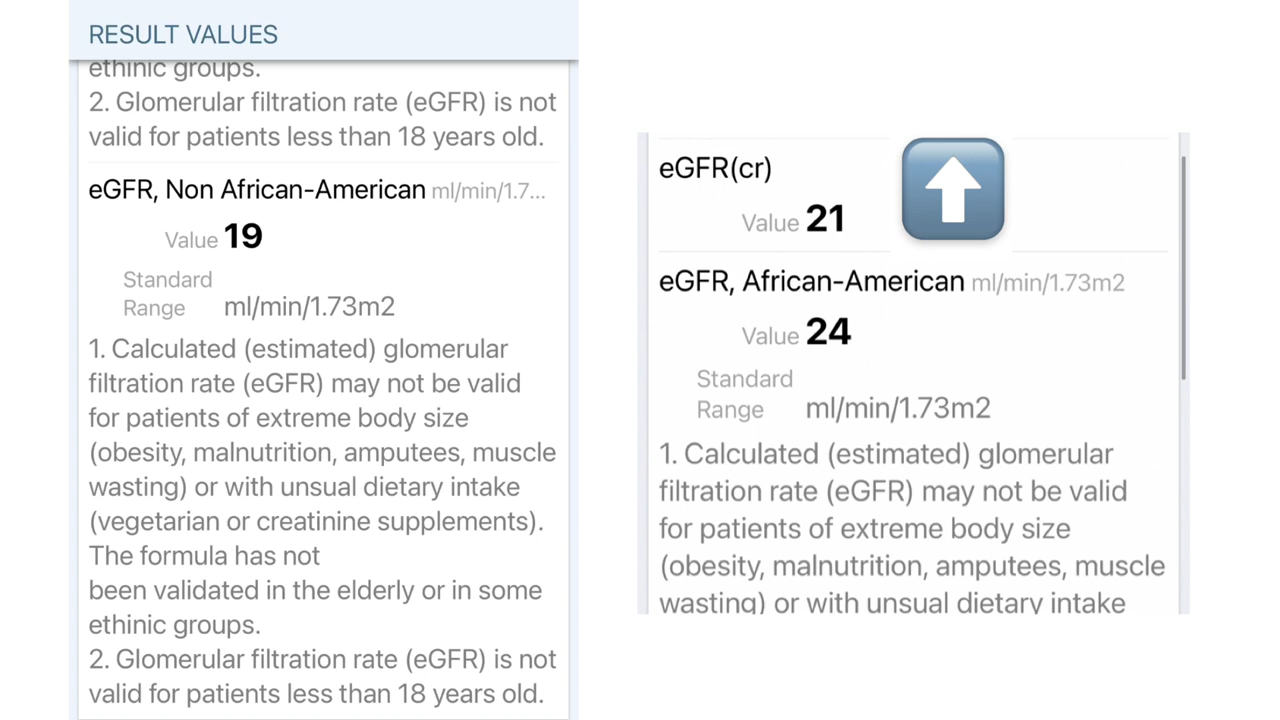 RESULT VALUES
ethinic groups.
2. Glomerular filtration rate (eGFR) is not
valid for patients less than 18 years old.
eGFR, Non African-American ml/min/1.7...
Value 19
Standard
Range ml/min/1.73m2
1. Calculated (estimated) glomerular
filtration rate (eGFR) may not be valid
for patients of extreme body size
(obesity, malnutrition, amputees, muscle
wasting) or with unsual dietary intake
(vegetarian or creatinine supplements).
The formula has not
been validated in the elderly or in some
ethinic groups.
2. Glomerular filtration rate (eGFR) is not
valid for patients less than 18 years old.
eGFR(cr)
Value 21
eGFR, African-American ml/min/1.73m2
Value 24
Standard
Range ml/min/1.73m2
1. Calculated (estimated) glomerular
filtration rate (eGFR) may not be valid
for patients of extreme body size
(obesity, malnutrition, amputees, muscle
wasting) or with unsual dietary intake